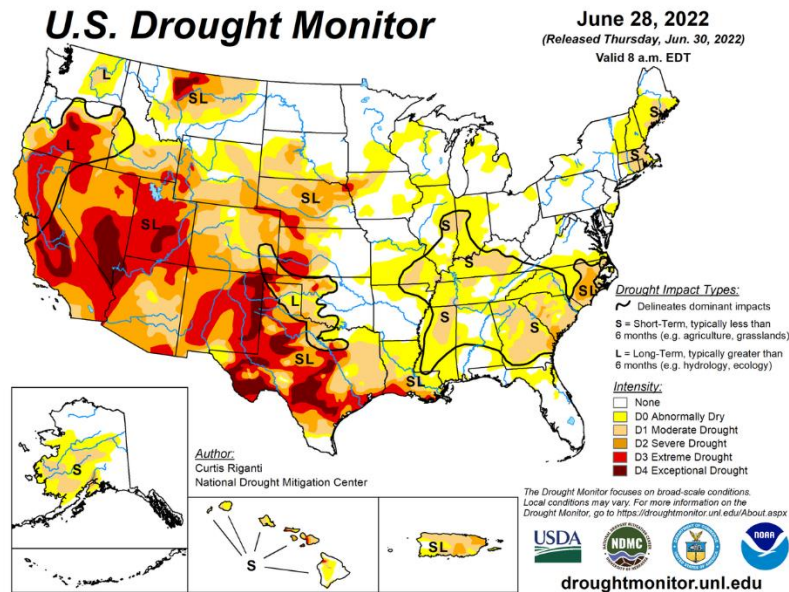 U.S. Drought Monitor
June 28, 2022
(Released Thursday, Jun. 30, 2022)
Valid 8 a.m. EDT
L
SL
S
S
L
SL
SL
S
S
SL
L
S
S
SL
SL
S
Drought Impact Types:
Delineates dominant impacts
S = Short-Term, typically less than
6 months (e.g. agriculture, grasslands)
L = Long-Term, typically greater than
6 months (e.g. hydrology, ecology)
Intensity:
None
D0 Abnormally Dry
D1 Moderate Drought
D2 Severe Drought
D3 Extreme Drought
D4 Exceptional Drought
S
Author:
Curtis Riganti
National Drought Mitigation Center
S
SL
The Drought Monitor focuses on broad-scale conditions.
Local conditions may vary. For more information on the
Drought Monitor, go to https://droughtmonitor.unl.edu/About.aspx
USDA
NDMC
NOAA
droughtmonitor.unl.edu